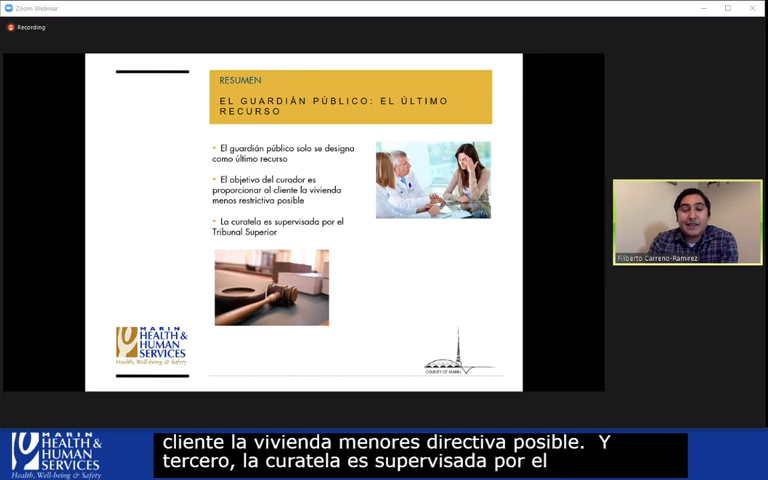 Zoom Webinar
Recording
RESUMEN
EL GUARDIÁN PÚBLICO: EL ÚLTIMO
RECURSO
• El guardián público solo se designa
como último recurso
• El objetivo del curador es
proporcionar al cliente la vivienda
menos restrictiva posible
• La curatela es supervisada por el
Tribunal Superior
MARIN
HEALTH &
HUMAN
SERVICES
Health, Well-being & Safety
COUNTY OF MARIN
Filiberto Carreno-Ramirez
MARIN
HEALTH &
HUMAN
SERVICES
Health, Well-being & Safety
cliente la vivienda menores directiva posible. Y
tercero, la curatela es supervisada por el